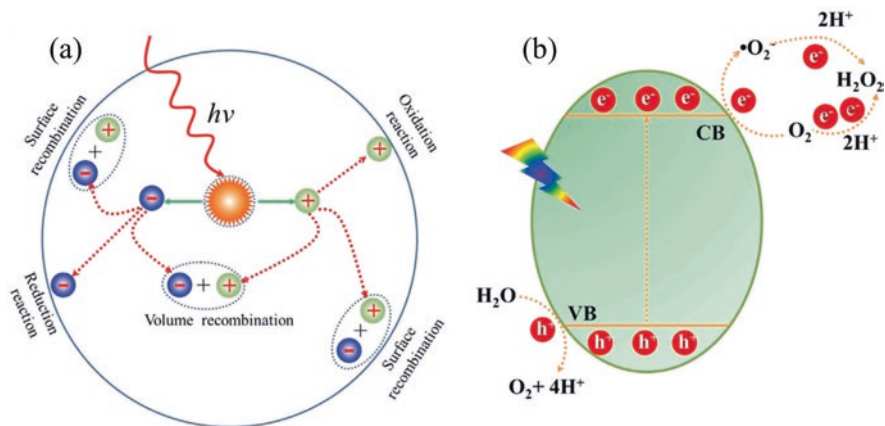 (a)
hν
Surface
recombination
+
+
−
Oxidation
reaction
+
−
+
−
+
+
Volume recombination
−
Reduction
reaction
+
+
−
Surface
recombination
(b)
•O₂⁻
2H⁺
e⁻
H₂O₂
e⁻ e⁻ e⁻
e⁻
e⁻ e⁻
O₂
2H⁺
CB
H₂O
VB
h⁺
h⁺ h⁺ h⁺
O₂+ 4H⁺